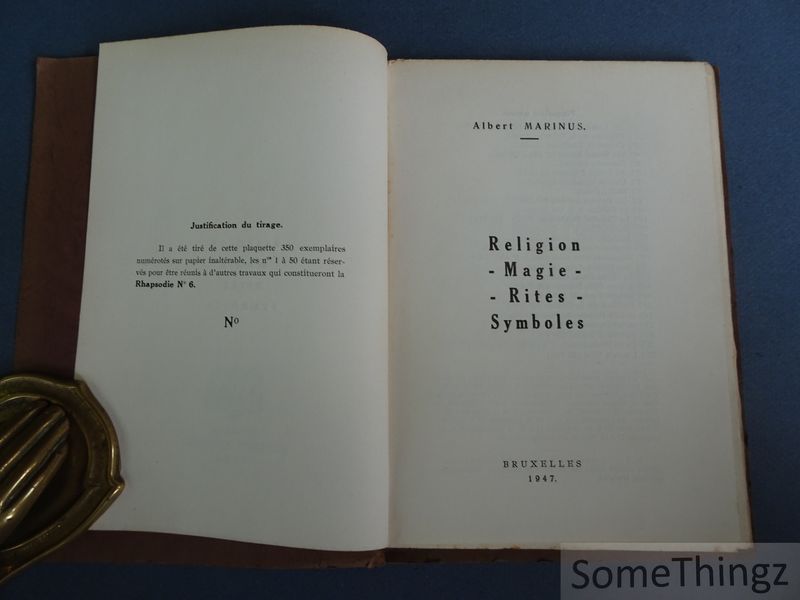 Justification du tirage.
Il a été tiré de cette plaquette 350 exemplaires
numérotés sur papier inaltérable, les nos 1 à 50 étant réser-
vés pour être réunis à d'autres travaux qui constitueront la
Rhapsodie N° 6.
No
Albert MARINUS.
Religion
- Magie -
- Rites -
Symboles
BRUXELLES
1947.
SomeThingz